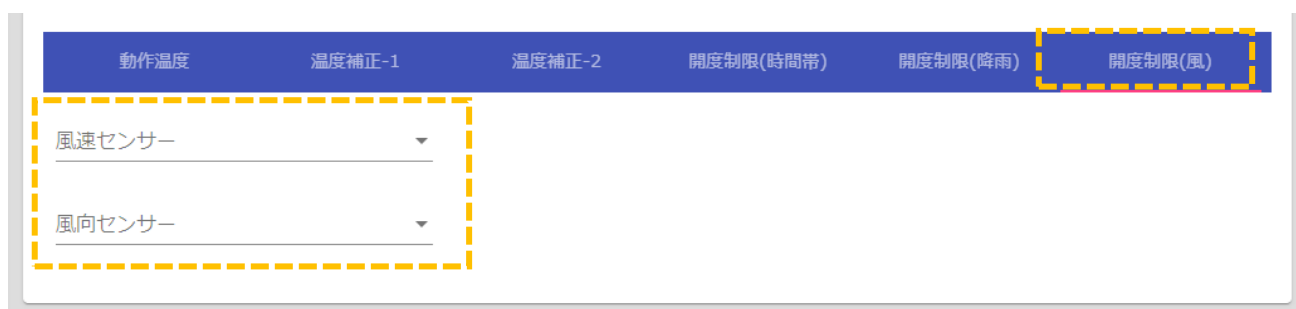 動作温度 温度補正-1 温度補正-2 開度制限(時間帯) 開度制限(降雨) 開度制限(風)
風速センサー
風向センサー